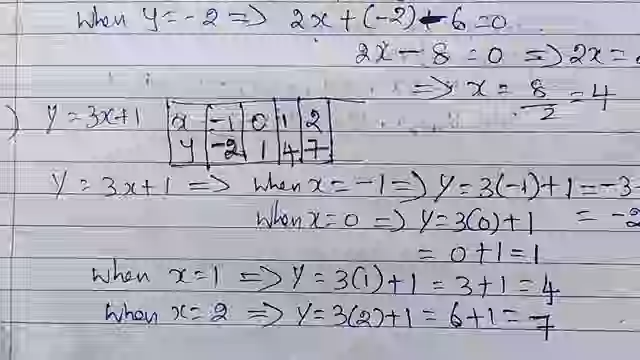 when y = -2 => 2x + (-2) - 6 = 0
2x - 8 = 0 => 2x =
=> x = 8/2 = 4
) y = 3x+1
x -1 0 1 2
y -2 1 4 7
y = 3x+1 => when x = -1 => y = 3(-1)+1 = -3
when x=0 => y = 3(0)+1 = -2
= 0+1 = 1
when x=1 => y = 3(1)+1 = 3+1 = 4
when x=2 => y = 3(2)+1 = 6+1 = 7